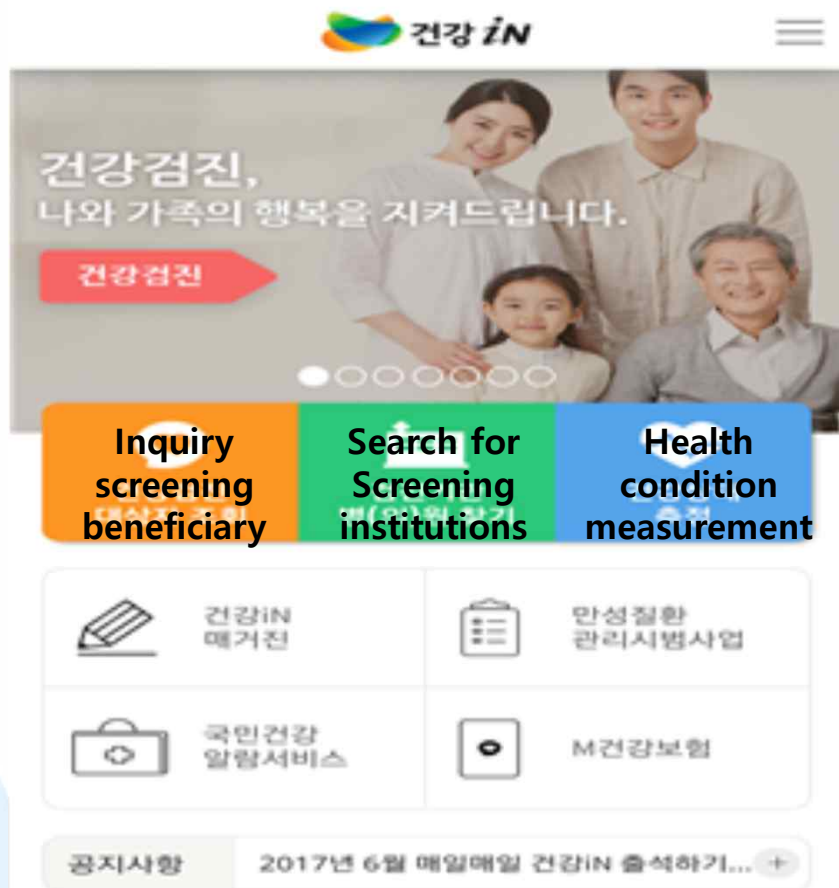 건강 iN
건강검진,
나와 가족의 행복을 지켜드립니다.
건강검진
Inquiry
screening
beneficiary
Search for
Screening
institutions
Health
condition
measurement
건강iN
매거진
만성질환
관리시범사업
국민건강
알람서비스
M건강보험
공지사항
2017년 6월 매일매일 건강iN 출석하기...